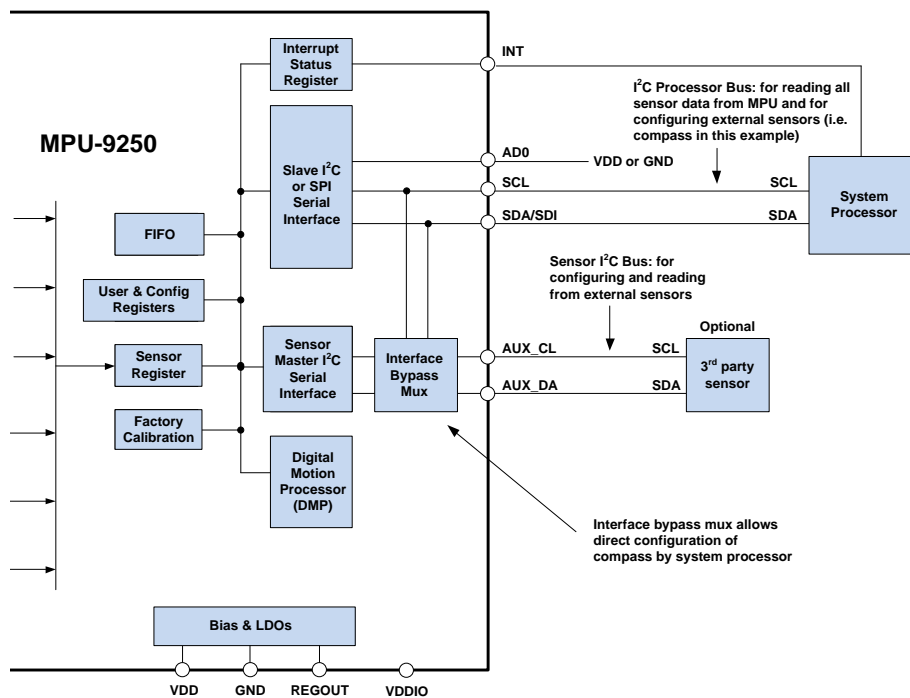 INT
Interrupt
Status
Register
I²C Processor Bus: for reading all
sensor data from MPU and for
configuring external sensors (i.e.
compass in this example)
MPU-9250
Slave I²C
or SPI
Serial
Interface
AD0
VDD or GND
SCL
SCL
SDA/SDI
SDA
System
Processor
FIFO
User & Config
Registers
Sensor I²C Bus: for
configuring and reading
from external sensors
Sensor
Register
Sensor
Master I²C
Serial
Interface
Interface
Bypass
Mux
AUX_CL
SCL
AUX_DA
SDA
Optional
3rd party
sensor
Factory
Calibration
Digital
Motion
Processor
(DMP)
Interface bypass mux allows
direct configuration of
compass by system processor
Bias & LDOs
VDD
GND
REGOUT
VDDIO